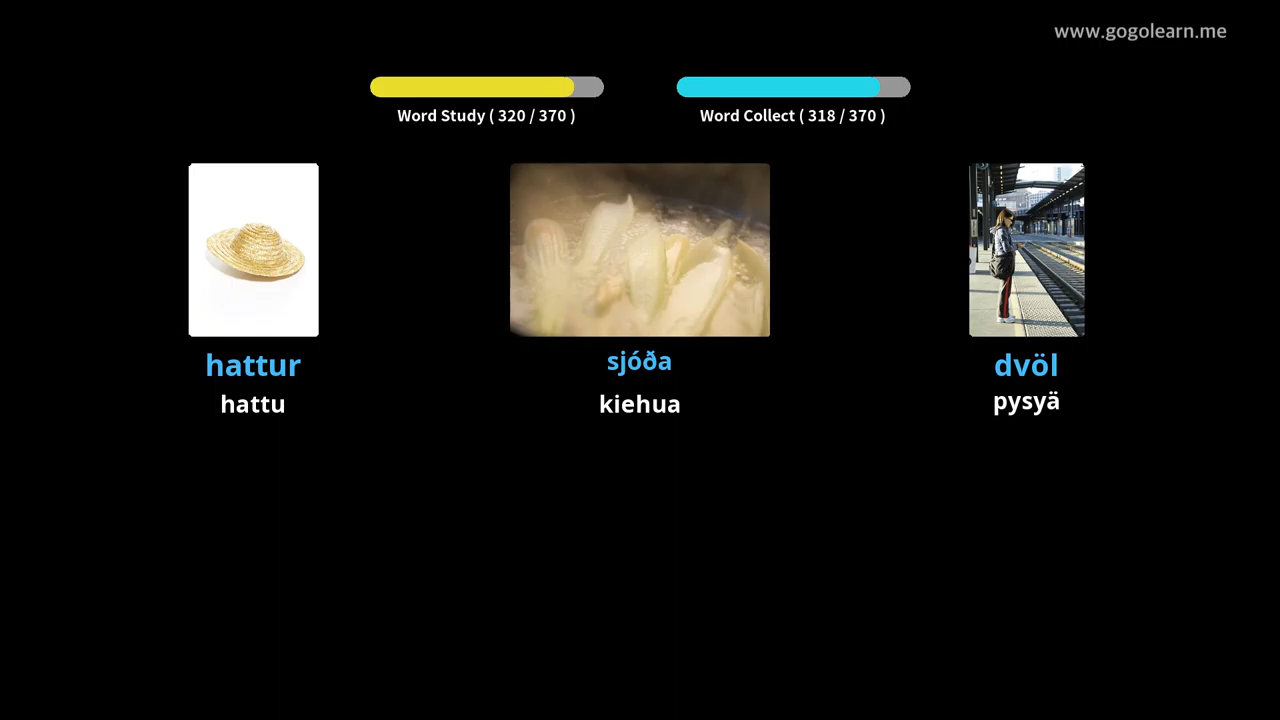 www.gogolearn.me
Word Study ( 320 / 370 )
Word Collect ( 318 / 370 )
hattur
hattu
sjóða
kiehua
dvöl
pysyä